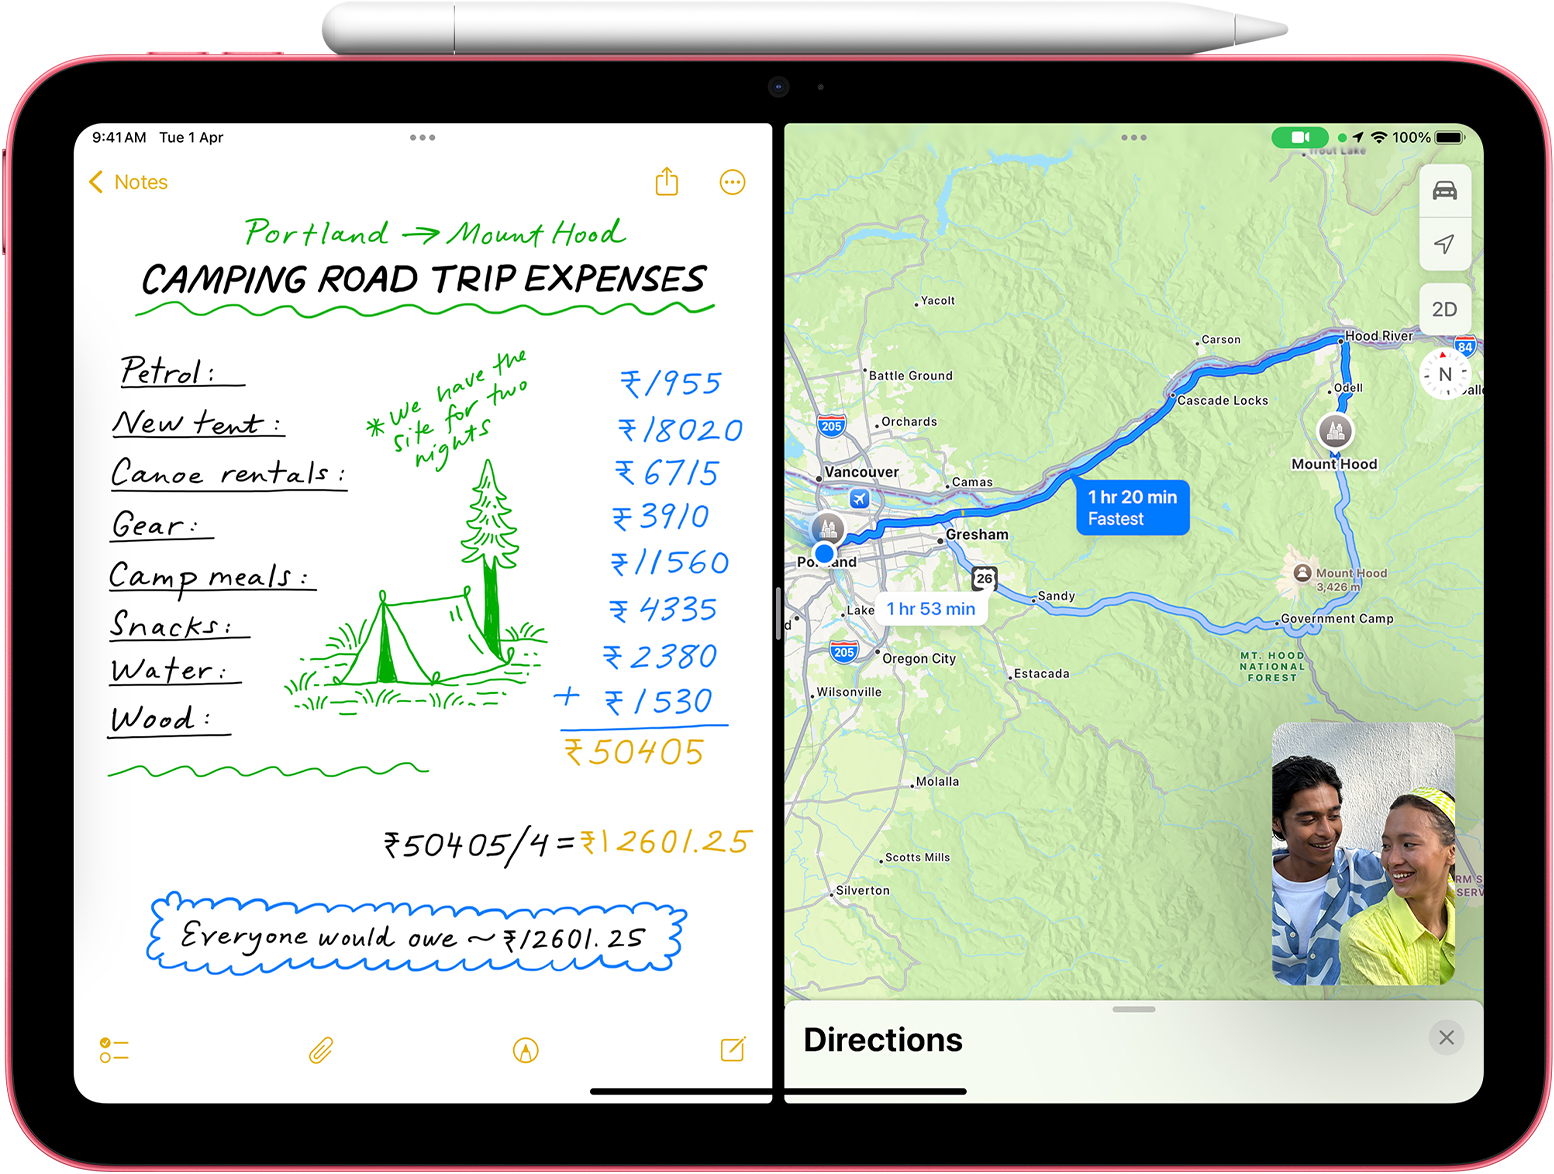 9:41 AM Tue 1 Apr
Notes
Portland → Mount Hood
CAMPING ROAD TRIP EXPENSES
Petrol: ₹1955
New tent: ₹18020
Canoe rentals: ₹6715
Gear: ₹3910
Camp meals: ₹11560
Snacks: ₹4335
Water: ₹2380
Wood: + ₹1530
₹50405
*we have the
site for two
nights
₹50405/4=₹12601.25
Everyone would owe ~ ₹12601.25
100%
Trout Lake
2D
N
Yacolt
Carson
Hood River
84
Battle Ground
Odell
Cascade Locks
205
Orchards
Mount Hood
Vancouver
Camas
1 hr 20 min
Fastest
Gresham
Portland
26
Mount Hood
3,426 m
Sandy
Lake
1 hr 53 min
Government Camp
205
Oregon City
MT. HOOD
NATIONAL
FOREST
Estacada
Wilsonville
Molalla
Scotts Mills
Silverton
Directions